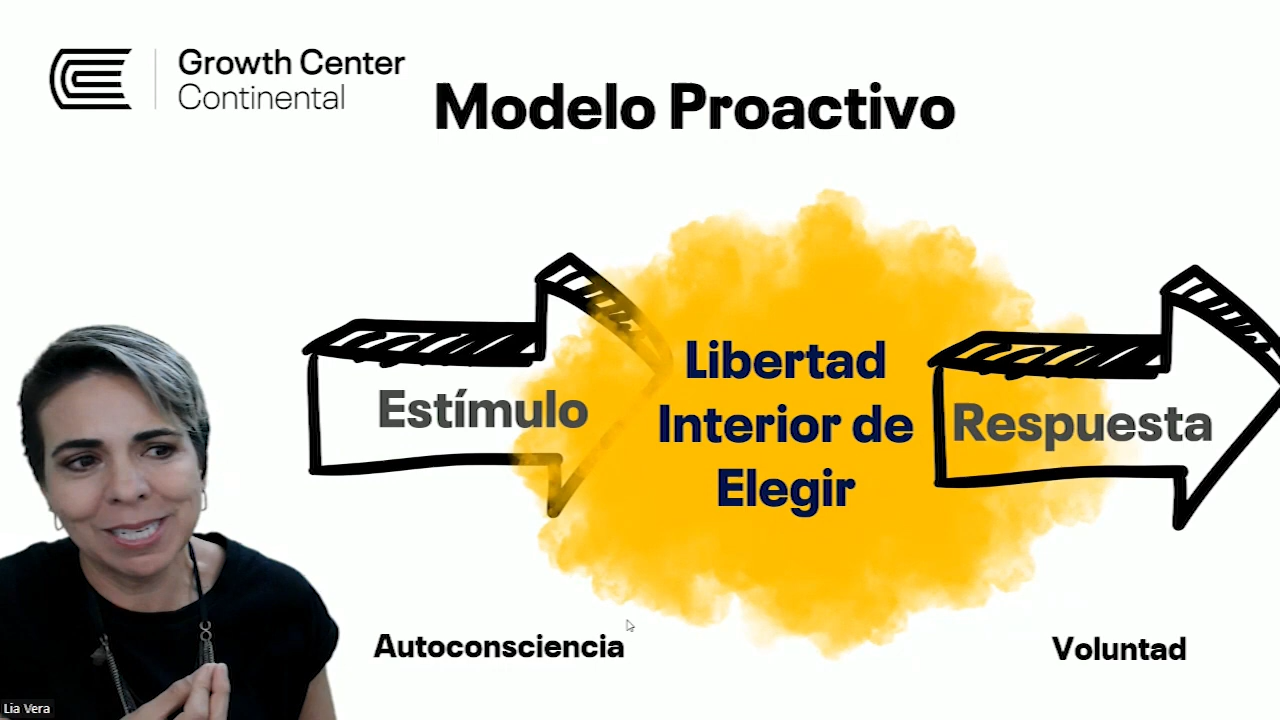 Growth Center
Continental
Modelo Proactivo
Estímulo
Libertad
Interior de
Elegir
Respuesta
Autoconsciencia
Voluntad
Lia Vera